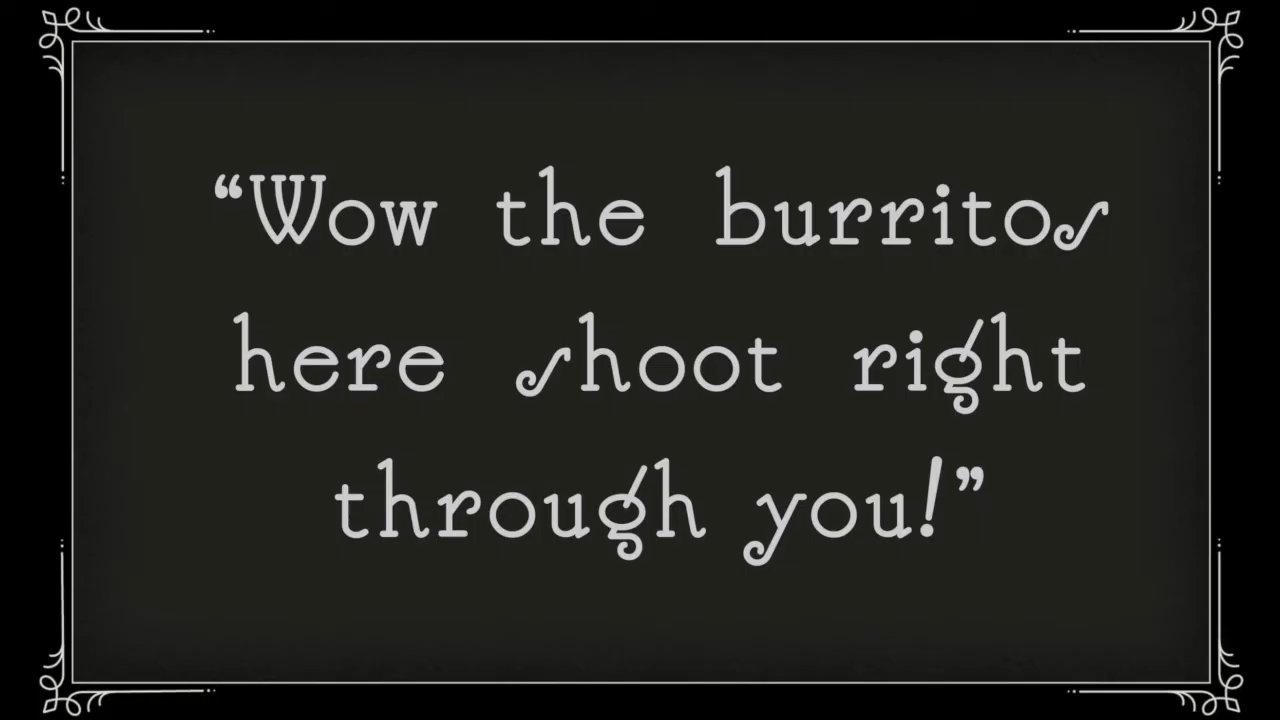 “Wow the burritos
here shoot right
through you!”